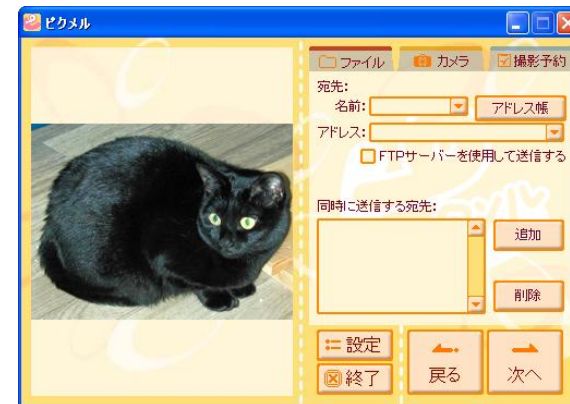 ピクメル
ファイル
カメラ
撮影予約
宛先:
名前:
アドレス帳
アドレス:
FTPサーバーを使用して送信する
同時に送信する宛先:
追加
削除
設定
終了
戻る
次へ